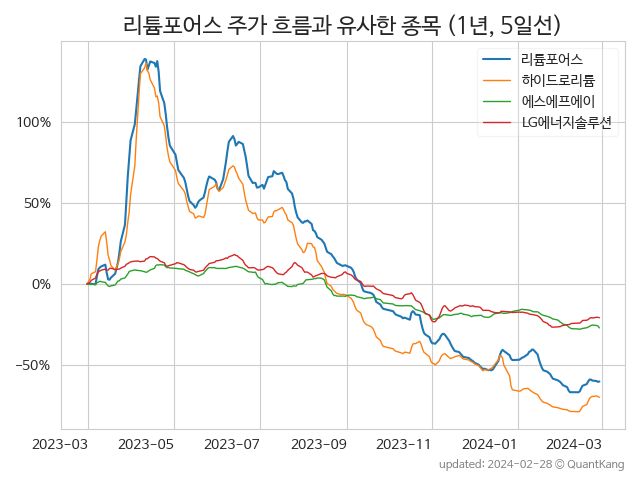 리튬포어스 주가 흐름과 유사한 종목 (1년, 5일선)
리튬포어스
하이드로리튬
에스에프에이
LG에너지솔루션
100%
50%
0%
−50%
2023-03 2023-05 2023-07 2023-09 2023-11 2024-01 2024-03
updated: 2024-02-28 © QuantKang